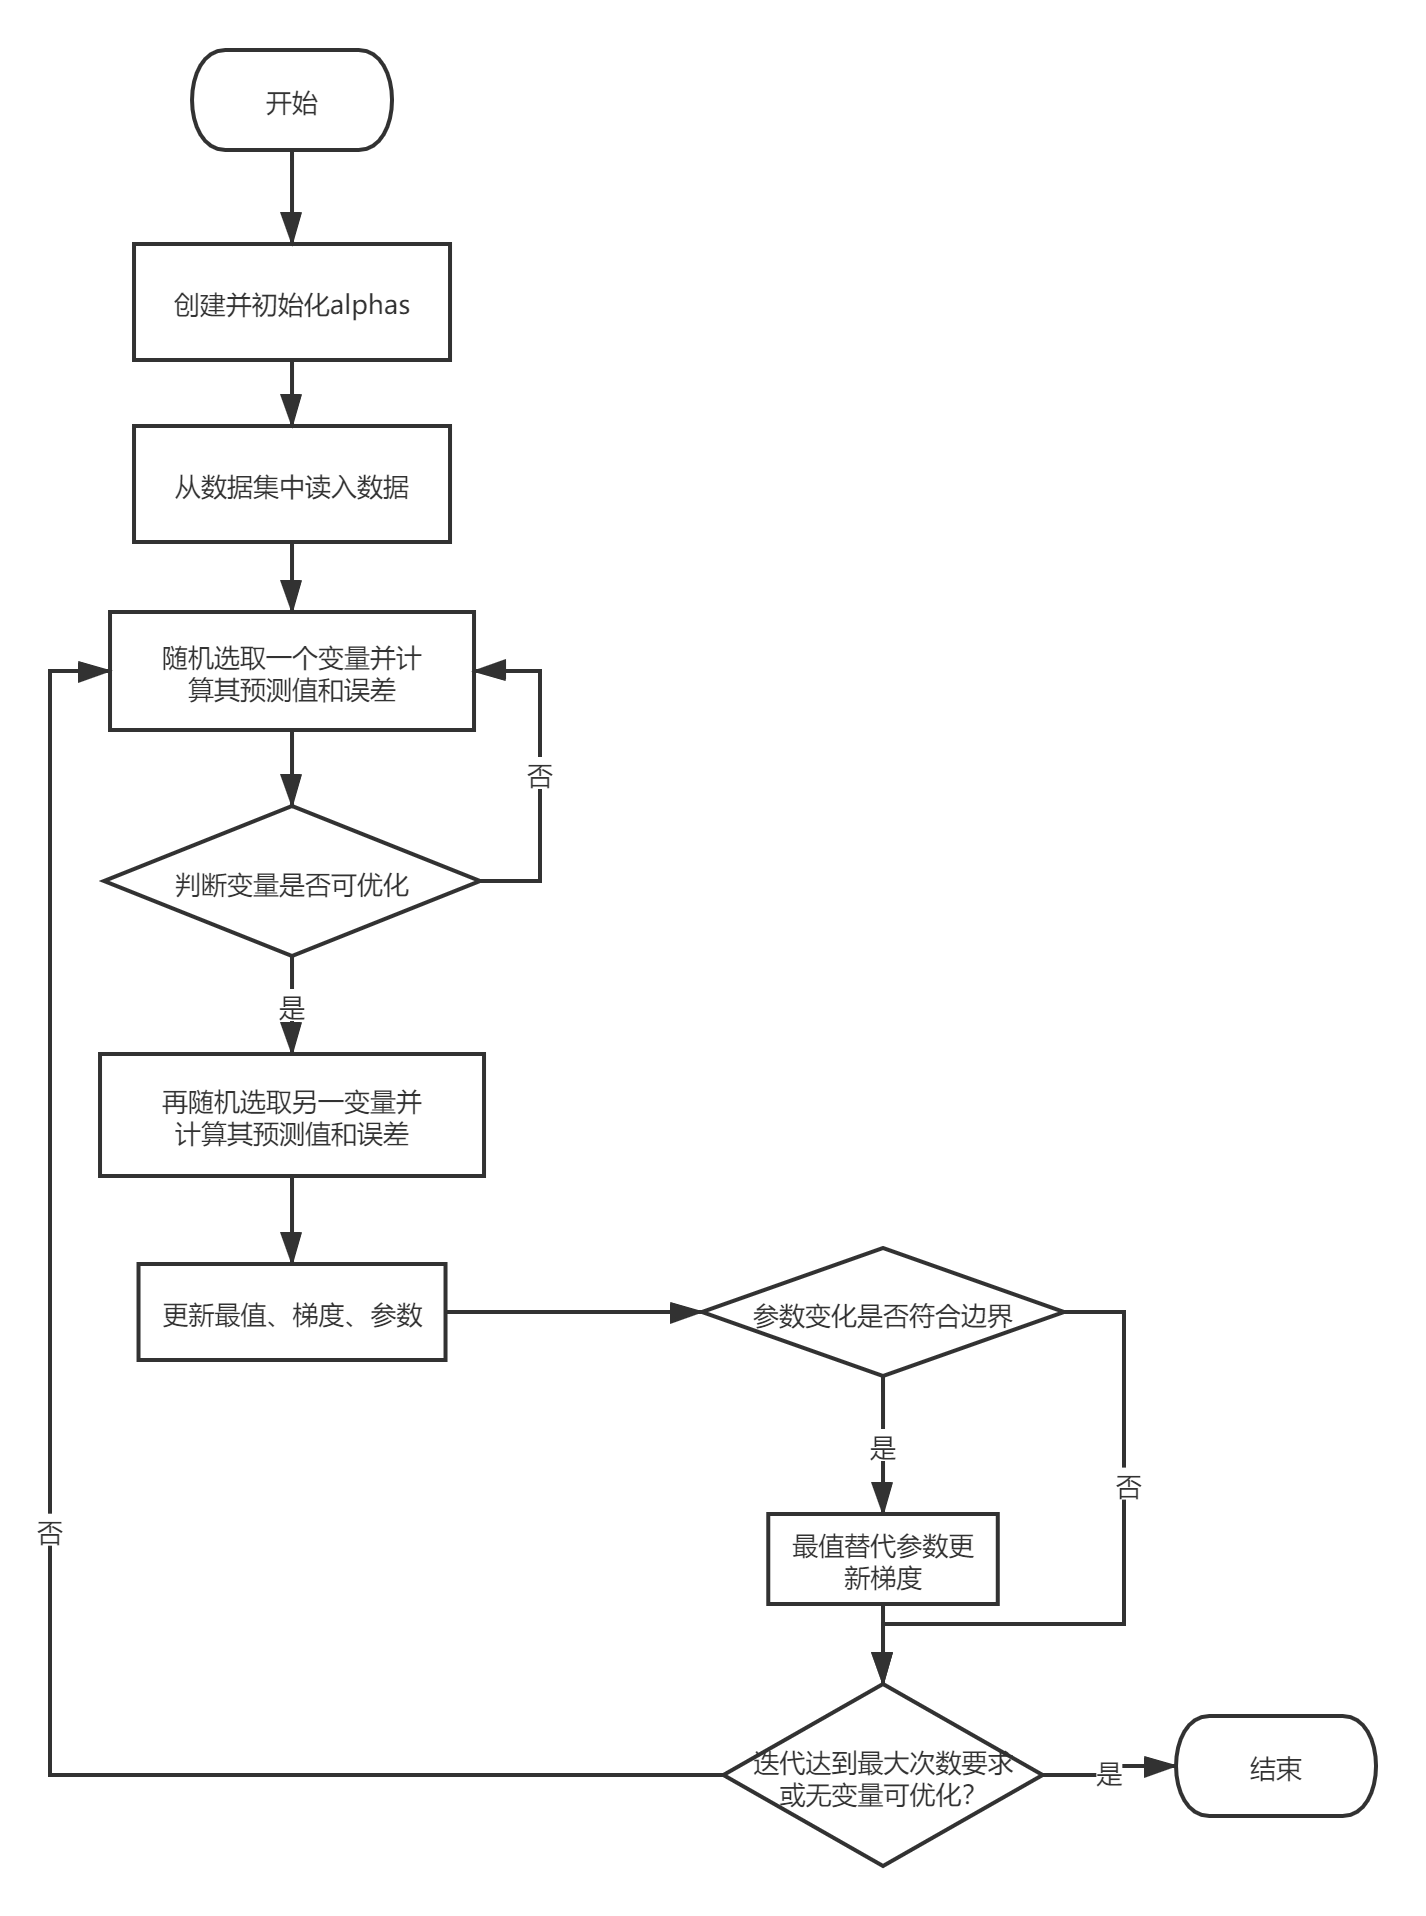 开始
创建并初始化alphas
从数据集中读入数据
随机选取一个变量并计
算其预测值和误差
否
判断变量是否可优化
是
再随机选取另一变量并
计算其预测值和误差
更新最值、梯度、参数
参数变化是否符合边界
是
否
否
最值替代参数更
新梯度
迭代达到最大次数要求
或无变量可优化?
是
结束